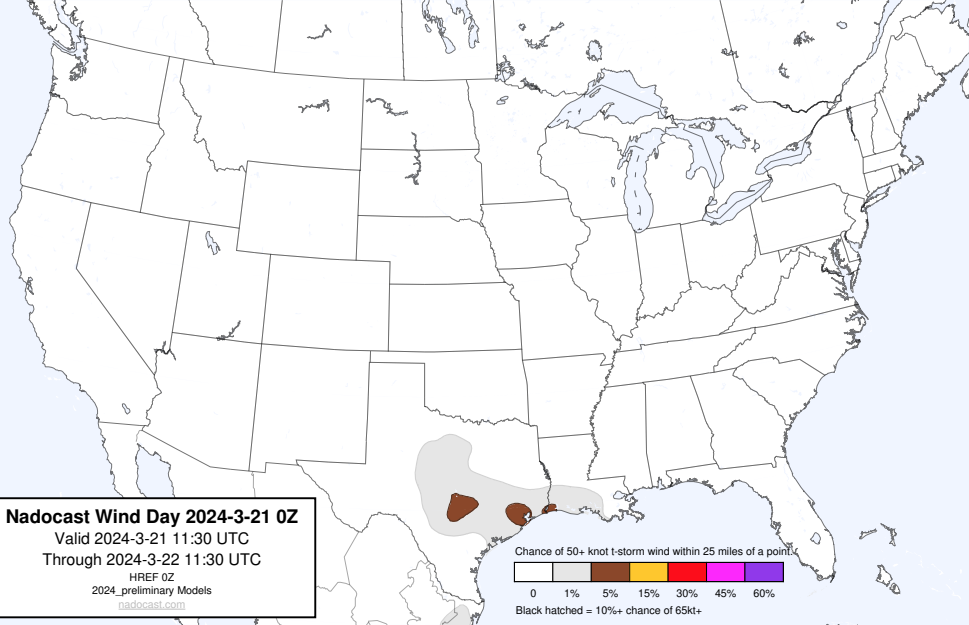 Nadocast Wind Day 2024-3-21 0Z
Valid 2024-3-21 11:30 UTC
Through 2024-3-22 11:30 UTC
HREF 0Z
2024_preliminary Models
nadocast.com
Chance of 50+ knot t-storm wind within 25 miles of a point.
0 1% 5% 15% 30% 45% 60%
Black hatched = 10%+ chance of 65kt+